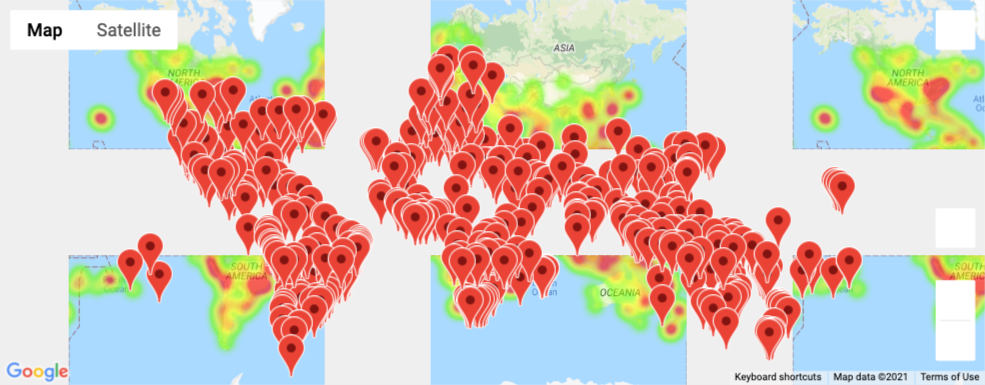 Map
Satellite
ASIA
NORTH
AMERICA
NORTH
AMERICA
SOUTH
AMERICA
OCEANIA
SOUTH
AMERICA
Google
Keyboard shortcuts
Map data ©2021
Terms of Use